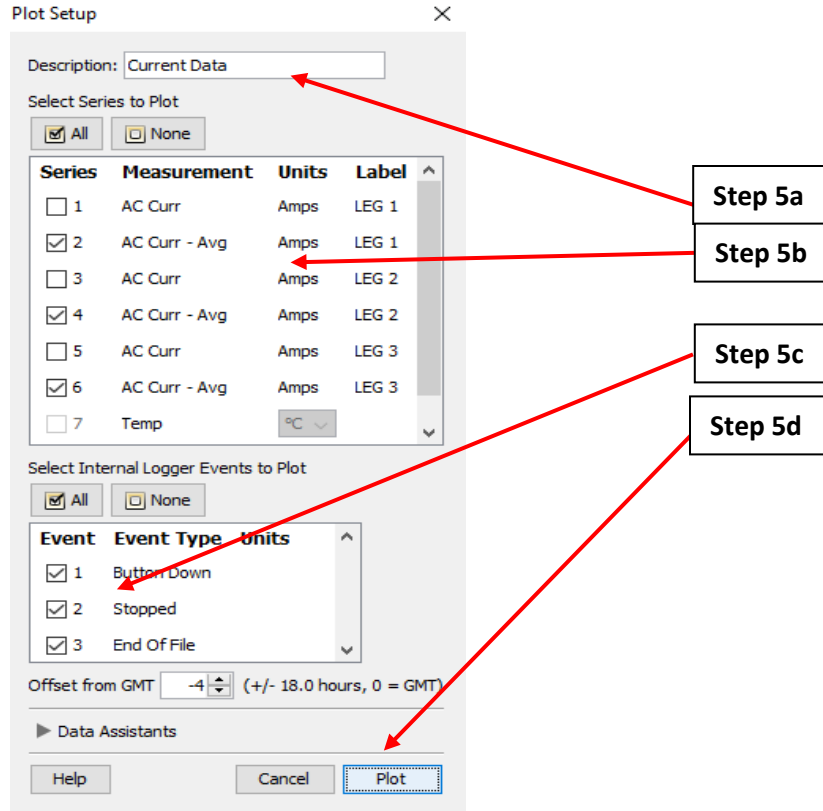 Plot Setup
Description: Current Data
Select Series to Plot
All None
Series Measurement Units Label
1 AC Curr Amps LEG 1
2 AC Curr - Avg Amps LEG 1
3 AC Curr Amps LEG 2
4 AC Curr - Avg Amps LEG 2
5 AC Curr Amps LEG 3
6 AC Curr - Avg Amps LEG 3
7 Temp °C
Select Internal Logger Events to Plot
All None
Event Event Type Units
1 Button Down
2 Stopped
3 End Of File
Offset from GMT -4 (+/- 18.0 hours, 0 = GMT)
Data Assistants
Help Cancel Plot
Step 5a
Step 5b
Step 5c
Step 5d